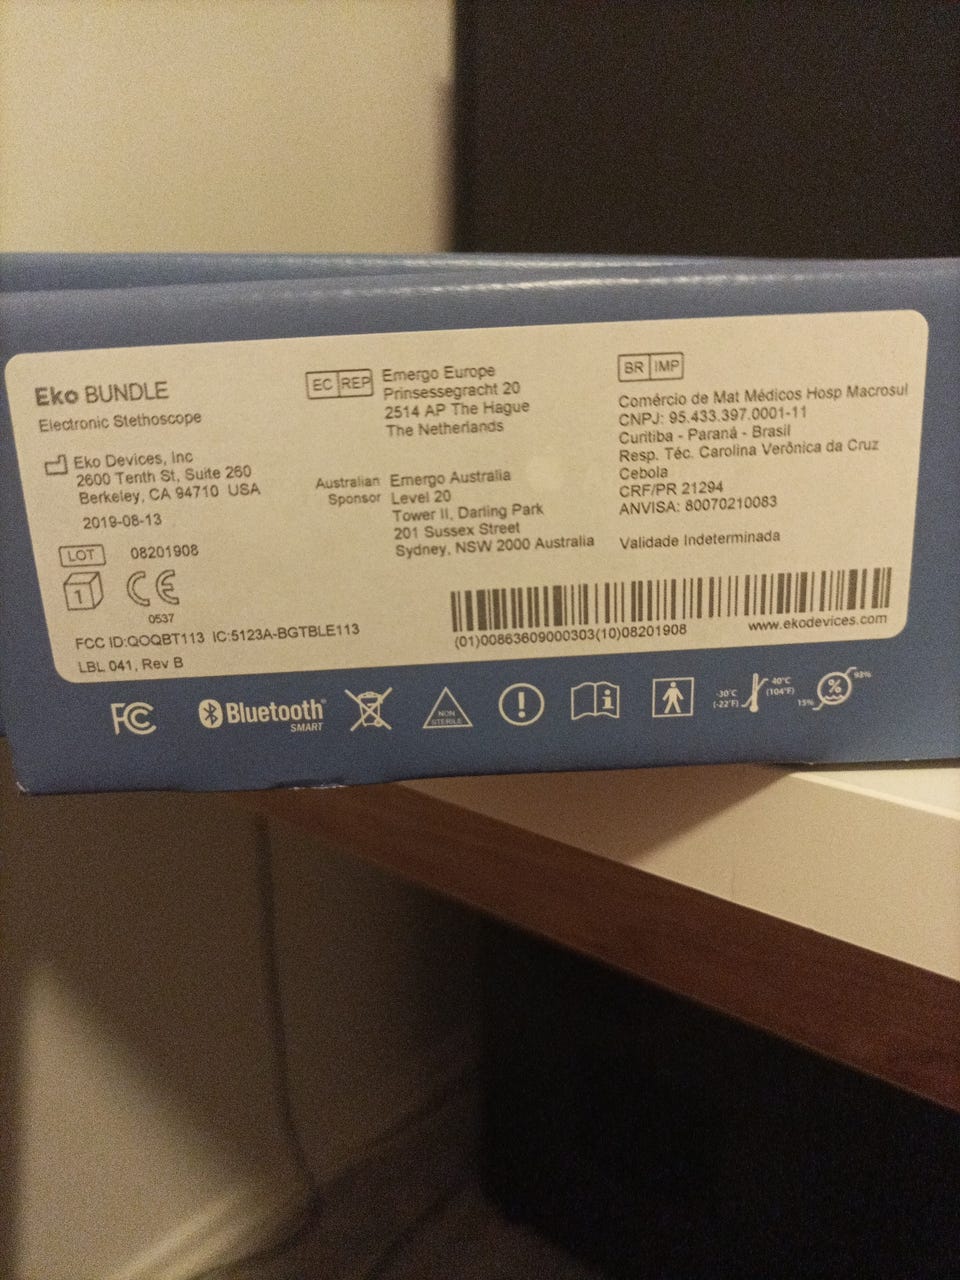 Eko BUNDLE
Electronic Stethoscope
Eko Devices, Inc
2600 Tenth St, Suite 260
Berkeley, CA 94710 USA
2019-08-13
LOT 08201908
1
CE
0537
FCC ID:QOQBT113 IC:5123A-BGTBLE113
LBL 041, Rev B
EC REP
Emergo Europe
Prinsessegracht 20
2514 AP The Hague
The Netherlands
Australian
Sponsor
Emergo Australia
Level 20
Tower II, Darling Park
201 Sussex Street
Sydney, NSW 2000 Australia
BR IMP
Comércio de Mat Médicos Hosp Macrosul
CNPJ: 95.433.397.0001-11
Curitiba - Paraná - Brasil
Resp. Téc. Carolina Verônica da Cruz
Cebola
CRF/PR 21294
ANVISA: 80070210083
Validade Indeterminada
(01)00863609000303(10)08201908
www.ekodevices.com
FC
Bluetooth®
SMART
NON
STERILE
!
i
-30°C
(-22°F)
40°C
(104°F)
15%
%
93%